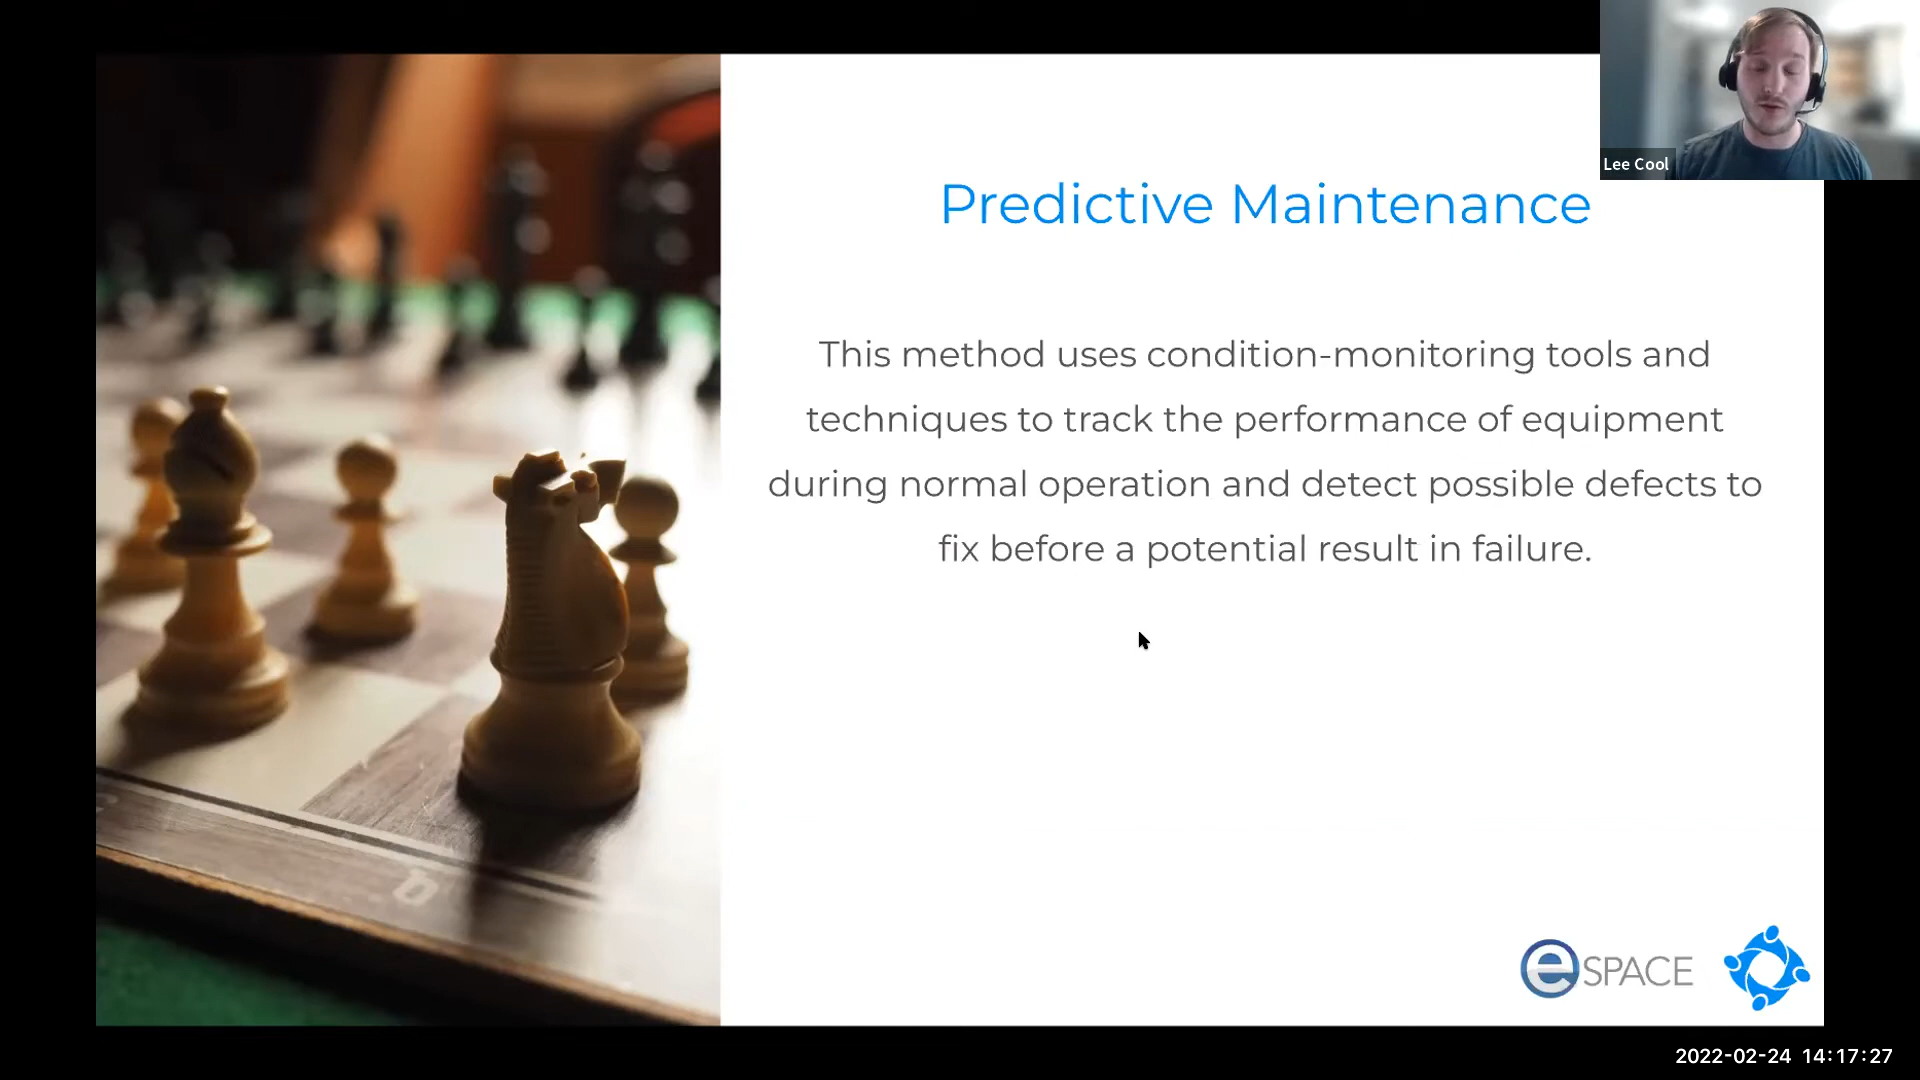 Lee Cool
Predictive Maintenance
This method uses condition-monitoring tools and
techniques to track the performance of equipment
during normal operation and detect possible defects to
fix before a potential result in failure.
eSPACE
2022-02-24 14:17:27